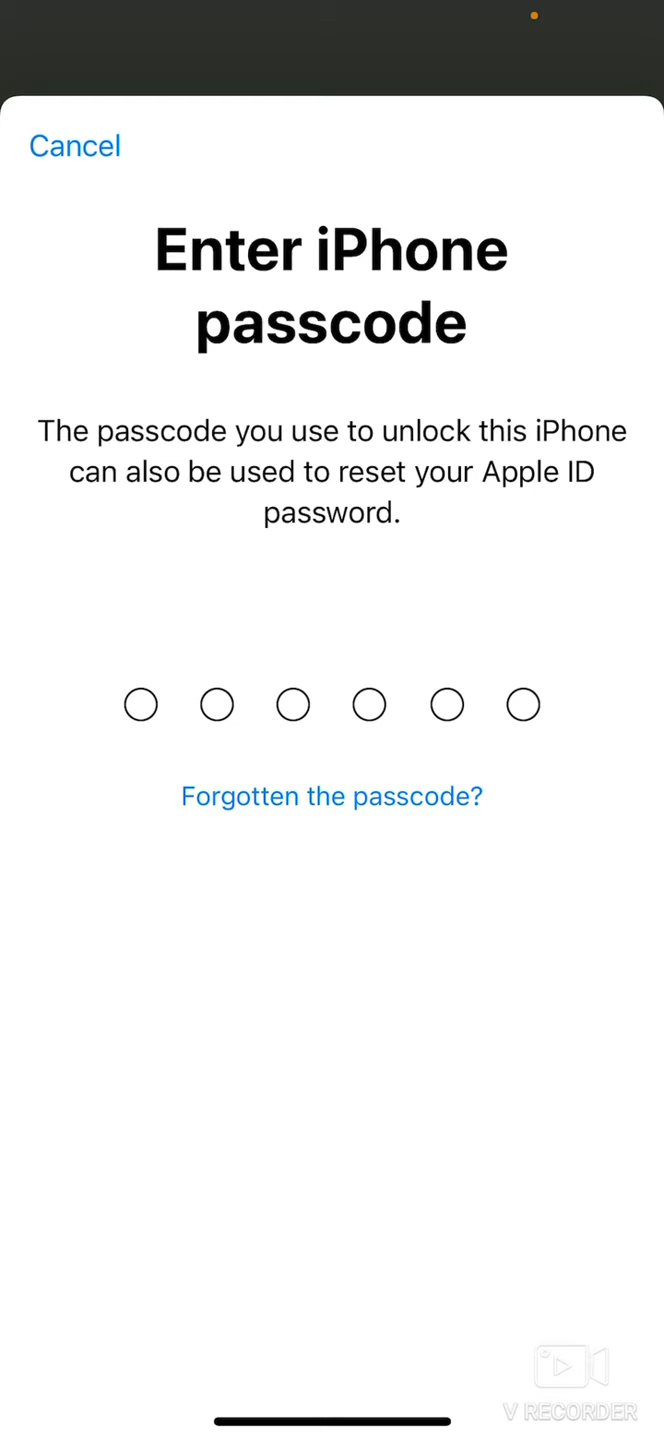 Cancel
Enter iPhone
passcode
The passcode you use to unlock this iPhone
can also be used to reset your Apple ID
password.
Forgotten the passcode?
V RECORDER